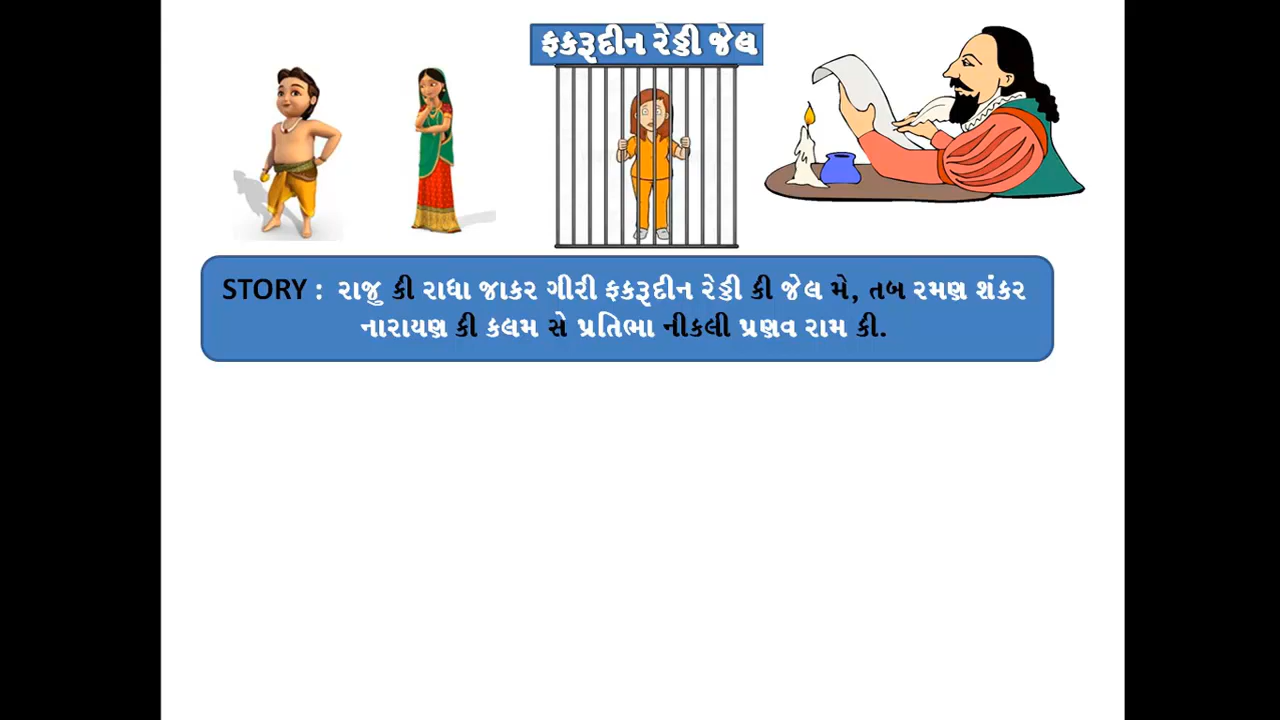 ફકરૂદીન રેડ્ડી જેલ
STORY : રાજુ કી રાધા જાકર ગીરી ફકરૂદીન રેડ્ડી કી જેલ મે, તબ રમણ શંકર
નારાયણ કી કલમ સે પ્રતિભા નીકલી પ્રણવ રામ કી.